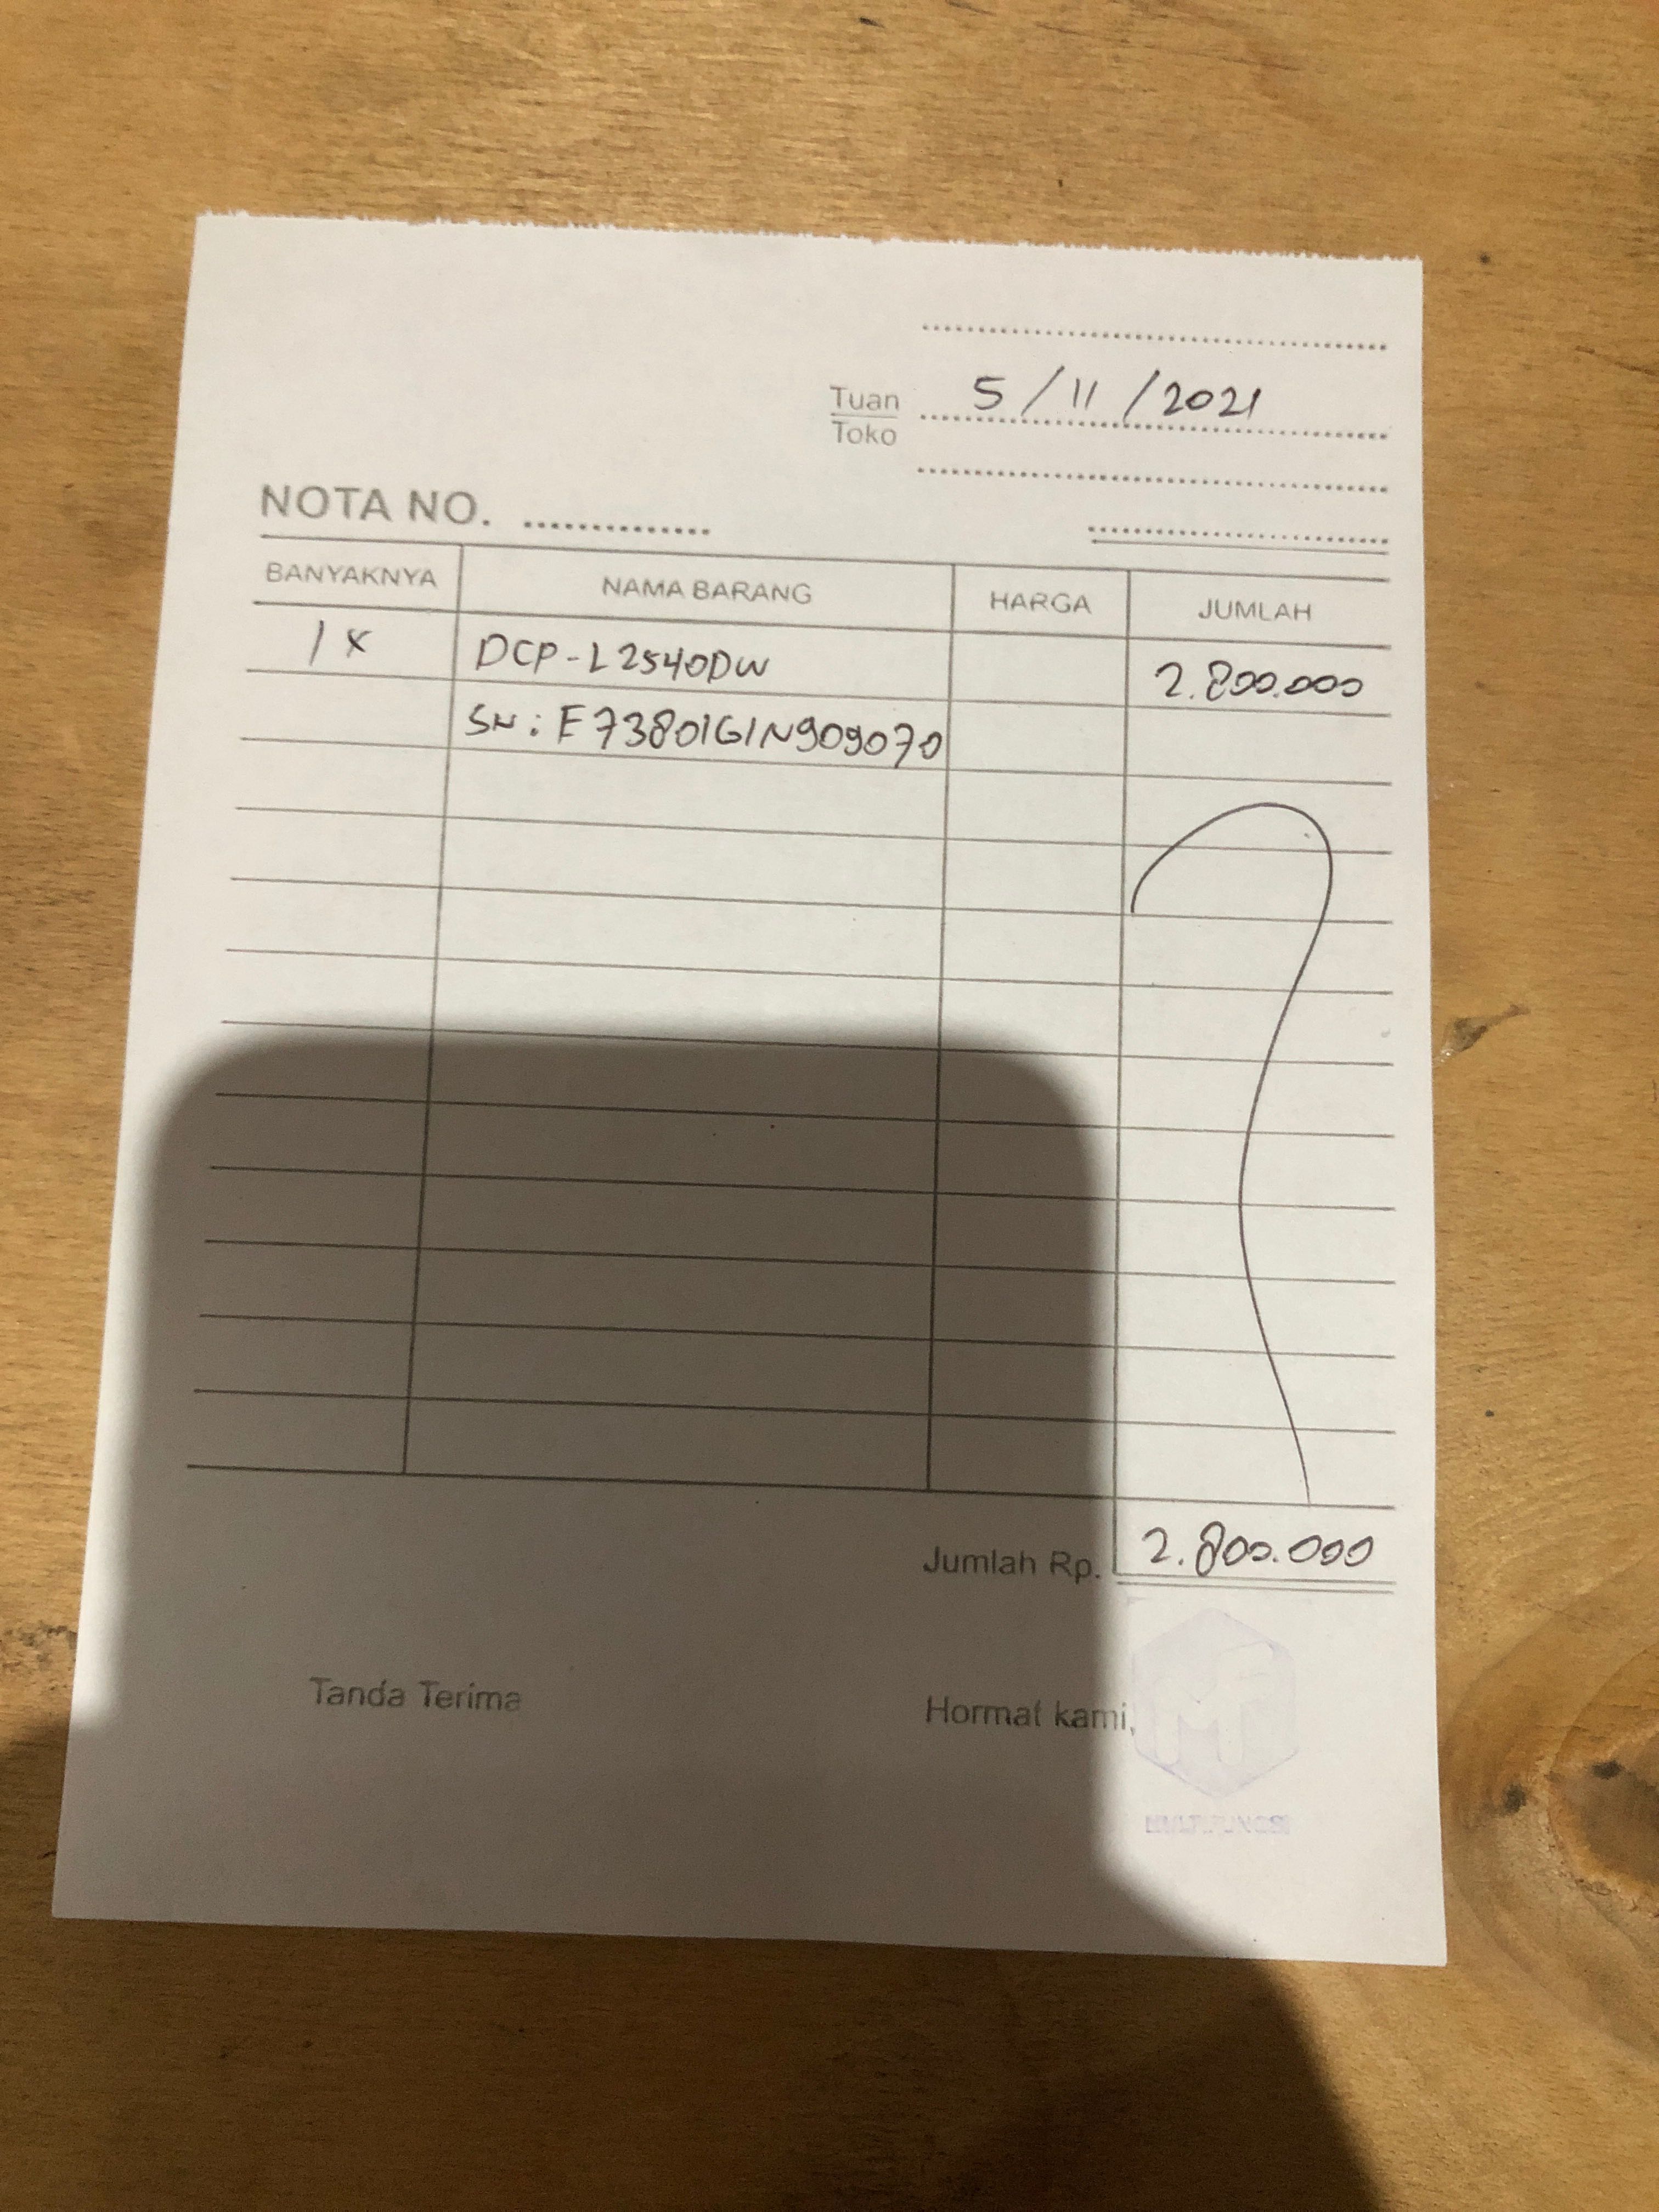 Tuan 5/11/2021
Toko
NOTA NO.
BANYAKNYA NAMA BARANG HARGA JUMLAH
1x DCP-L2540DW 2.800.000
SN: E73801G1N909070
Jumlah Rp. 2.800.000
Tanda Terima Hormat kami,